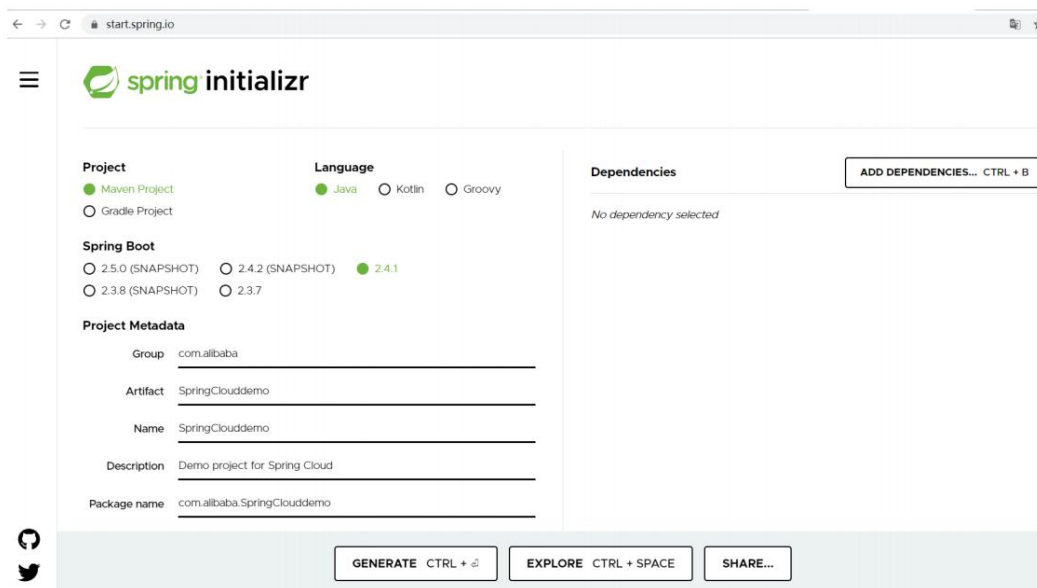 start.spring.io
spring initializr
Project
Maven Project
Gradle Project
Language
Java Kotlin Groovy
Spring Boot
2.5.0 (SNAPSHOT) 2.4.2 (SNAPSHOT) 2.4.1
2.3.8 (SNAPSHOT) 2.3.7
Project Metadata
Group com.alibaba
Artifact SpringClouddemo
Name SpringClouddemo
Description Demo project for Spring Cloud
Package name com.alibaba.SpringClouddemo
Dependencies
ADD DEPENDENCIES... CTRL + B
No dependency selected
GENERATE CTRL + ⏎
EXPLORE CTRL + SPACE
SHARE...